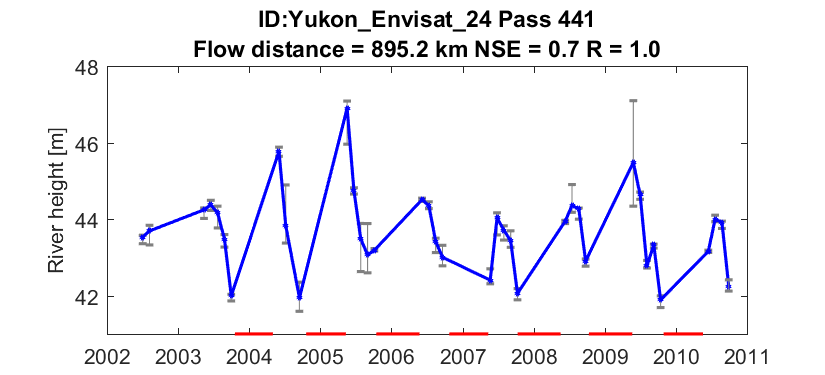 ID:Yukon_Envisat_24 Pass 441
Flow distance = 895.2 km NSE = 0.7 R = 1.0
River height [m]
48
46
44
42
2002 2003 2004 2005 2006 2007 2008 2009 2010 2011